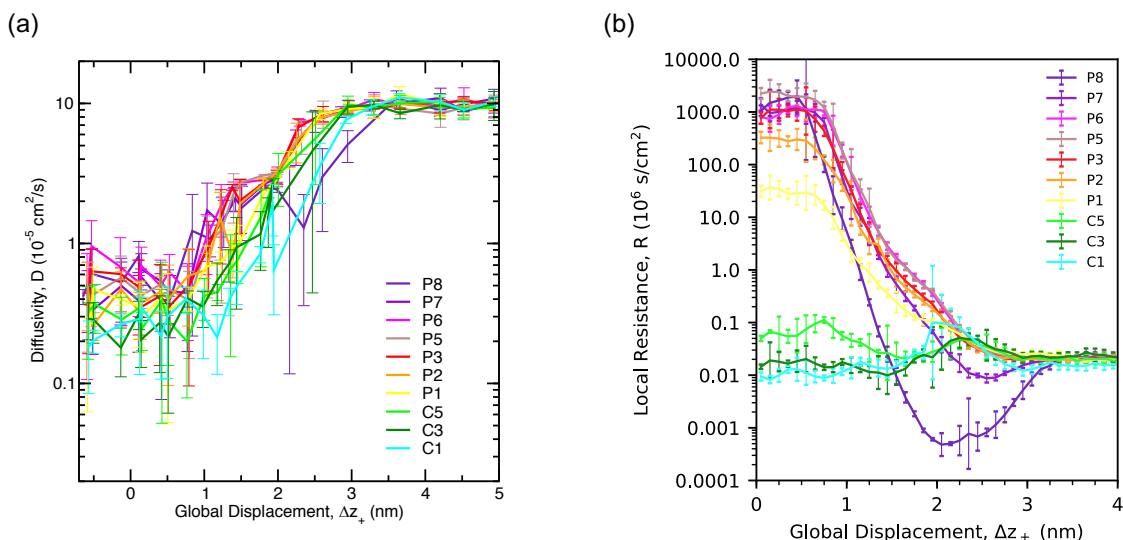 (a)
Diffusivity, D (10⁻⁵ cm²/s)
10
1
0.1
0
1
2
3
4
5
Global Displacement, Δz₊ (nm)
P8
P7
P6
P5
P3
P2
P1
C5
C3
C1
(b)
Local Resistance, R (10⁶ s/cm²)
10000.0
1000.0
100.0
10.0
1.0
0.1
0.01
0.001
0.0001
0
1
2
3
4
Global Displacement, Δz₊ (nm)
P8
P7
P6
P5
P3
P2
P1
C5
C3
C1